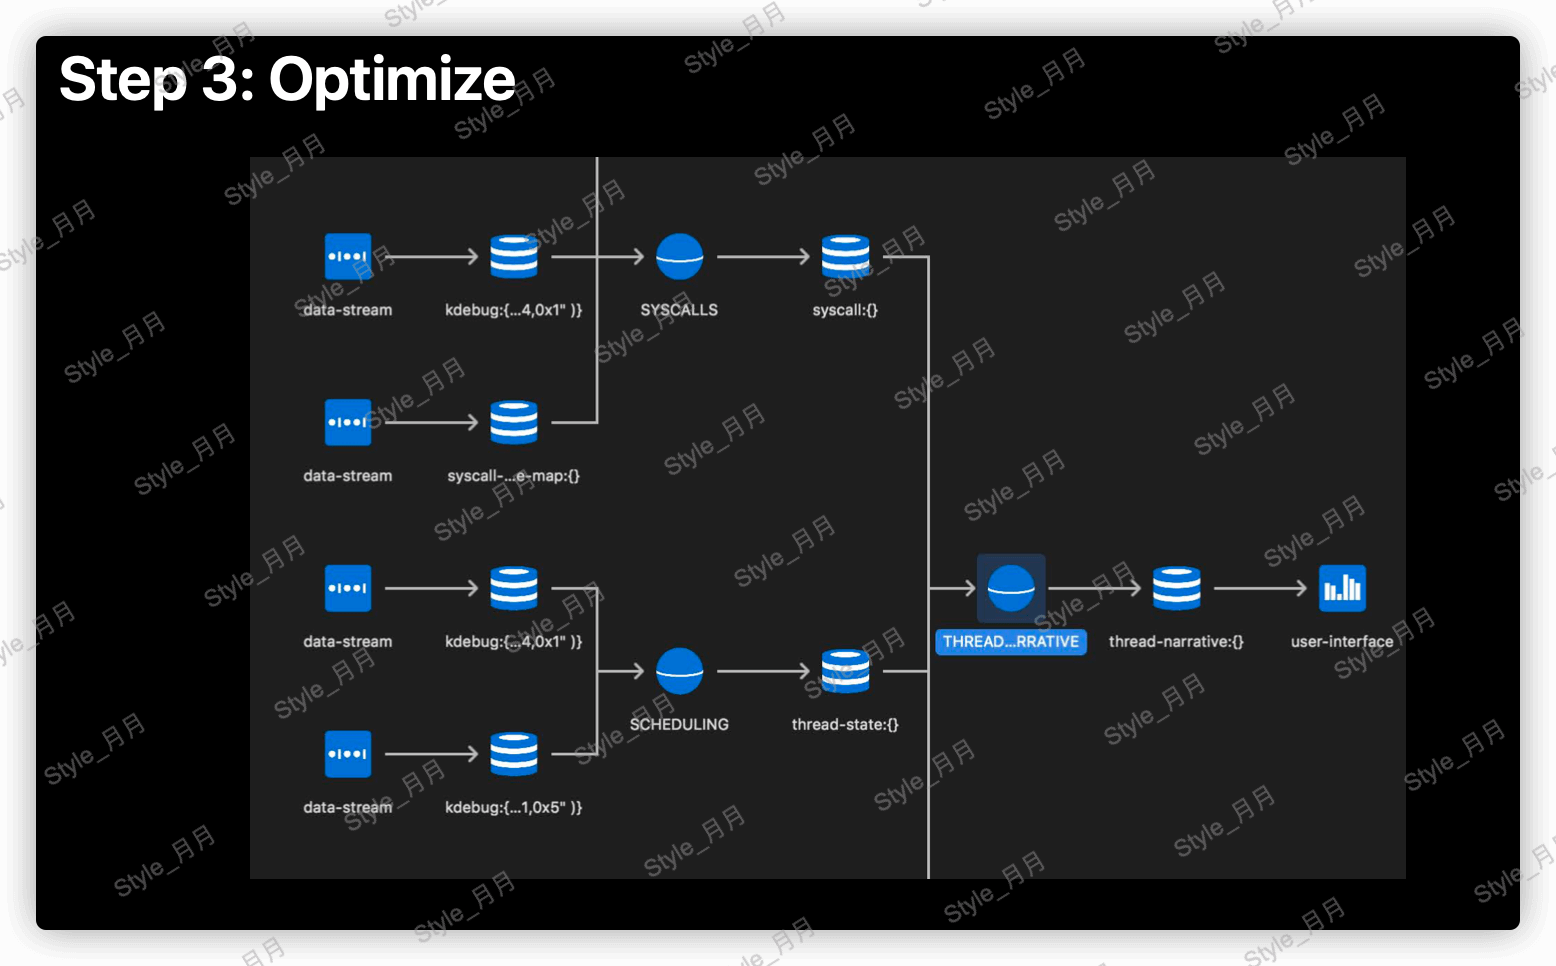 Step 3: Optimize
data-stream
kdebug:{...4,0x1" )}
SYSCALLS
syscall:{}
data-stream
syscall-...e-map:{}
data-stream
kdebug:{...4,0x1" )}
THREAD...RRATIVE
thread-narrative:{}
user-interface
SCHEDULING
thread-state:{}
data-stream
kdebug:{...1,0x5" )}
Style_月月